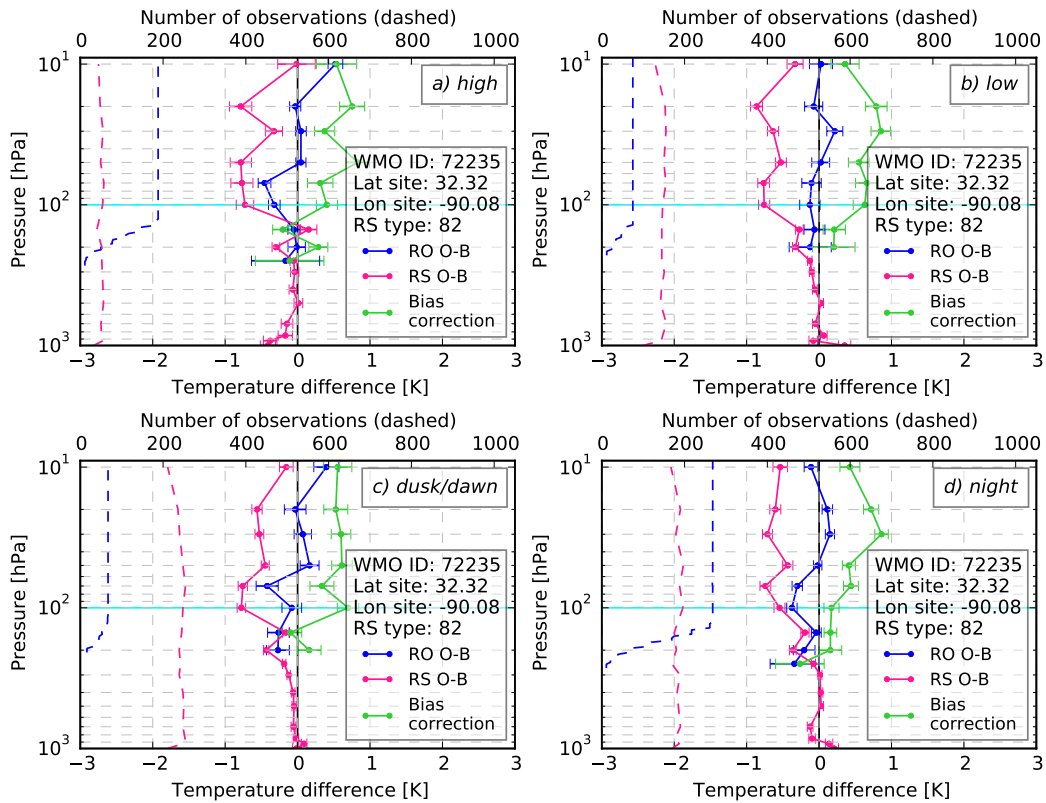 Number of observations (dashed)
0 200 400 600 800 1000
10¹
10²
10³
Pressure [hPa]
a) high
WMO ID: 72235
Lat site: 32.32
Lon site: -90.08
RS type: 82
RO O-B
RS O-B
Bias
correction
−3 −2 −1 0 1 2 3
Temperature difference [K]
Number of observations (dashed)
0 200 400 600 800 1000
10¹
10²
10³
Pressure [hPa]
b) low
WMO ID: 72235
Lat site: 32.32
Lon site: -90.08
RS type: 82
RO O-B
RS O-B
Bias
correction
−3 −2 −1 0 1 2 3
Temperature difference [K]
Number of observations (dashed)
0 200 400 600 800 1000
10¹
10²
10³
Pressure [hPa]
c) dusk/dawn
WMO ID: 72235
Lat site: 32.32
Lon site: -90.08
RS type: 82
RO O-B
RS O-B
Bias
correction
−3 −2 −1 0 1 2 3
Temperature difference [K]
Number of observations (dashed)
0 200 400 600 800 1000
10¹
10²
10³
Pressure [hPa]
d) night
WMO ID: 72235
Lat site: 32.32
Lon site: -90.08
RS type: 82
RO O-B
RS O-B
Bias
correction
−3 −2 −1 0 1 2 3
Temperature difference [K]